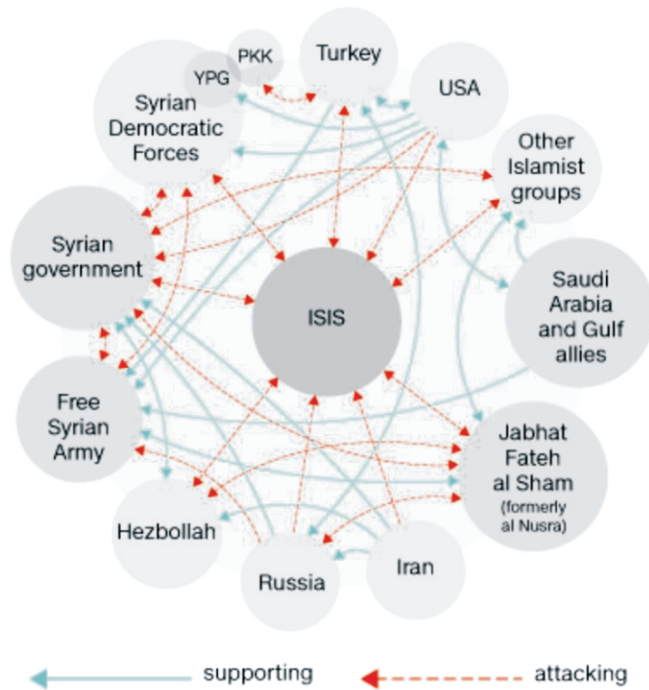 PKK
YPG
Turkey
USA
Syrian
Democratic
Forces
Other
Islamist
groups
Syrian
government
ISIS
Saudi
Arabia
and Gulf
allies
Free
Syrian
Army
Jabhat
Fateh
al Sham
(formerly
al Nusra)
Hezbollah
Russia
Iran
supporting
attacking